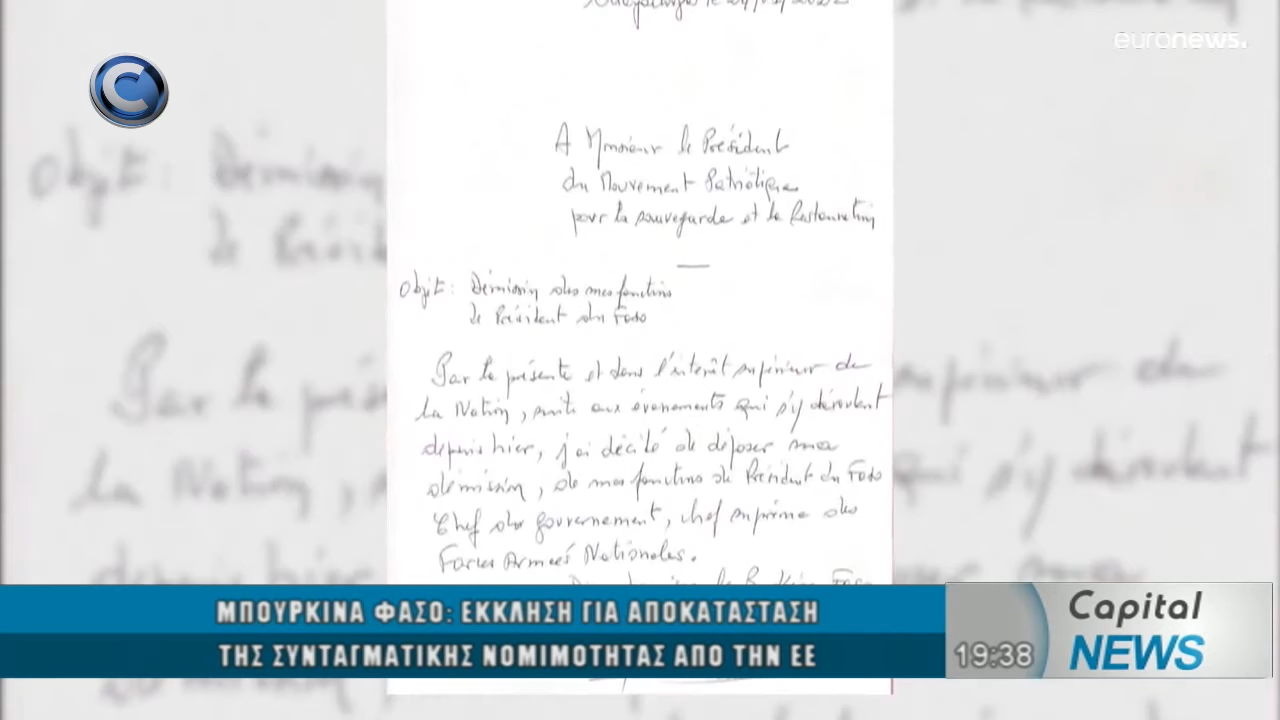 euronews.
A Monsieur le Président
du Mouvement Patriotique
pour la sauvegarde et la Restauration
Objet : Démission des mes fonctions
de Président du Faso
Par la présente et dans l'intérêt supérieur de
la Nation, suite aux évènements qui s'y déroulent
depuis hier, j'ai décidé de déposer ma
démission, de mes fonctions de Président du Faso
Chef du gouvernement, chef suprême des
Forces Armées Nationales.
ΜΠΟΥΡΚΙΝΑ ΦΑΣΟ: ΕΚΚΛΗΣΗ ΓΙΑ ΑΠΟΚΑΤΑΣΤΑΣΗ
ΤΗΣ ΣΥΝΤΑΓΜΑΤΙΚΗΣ ΝΟΜΙΜΟΤΗΤΑΣ ΑΠΟ ΤΗΝ ΕΕ
19:38
Capital
NEWS